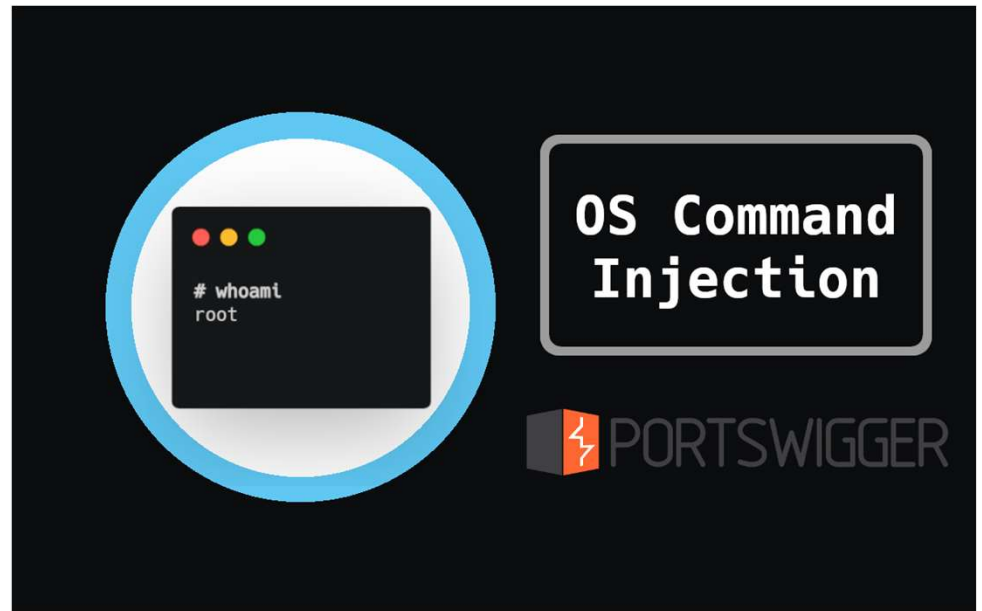 # whoami
root
OS Command
Injection
PORTSWIGGER